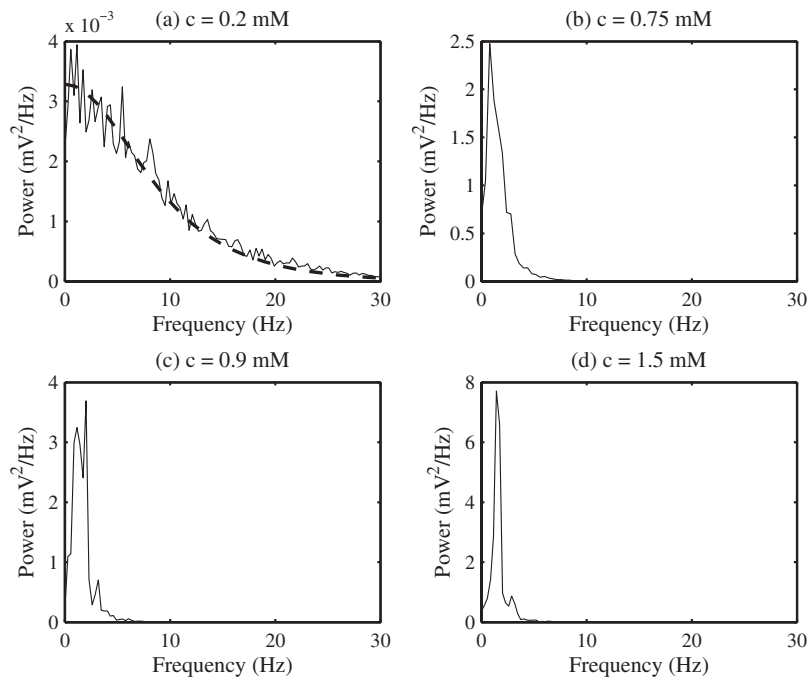 (a) c = 0.2 mM
x 10⁻³
4
3
2
1
0
Power (mV²/Hz)
0 10 20 30
Frequency (Hz)
(b) c = 0.75 mM
2.5
2
1.5
1
0.5
0
Power (mV²/Hz)
0 10 20 30
Frequency (Hz)
(c) c = 0.9 mM
4
3
2
1
0
Power (mV²/Hz)
0 10 20 30
Frequency (Hz)
(d) c = 1.5 mM
8
6
4
2
0
Power (mV²/Hz)
0 10 20 30
Frequency (Hz)